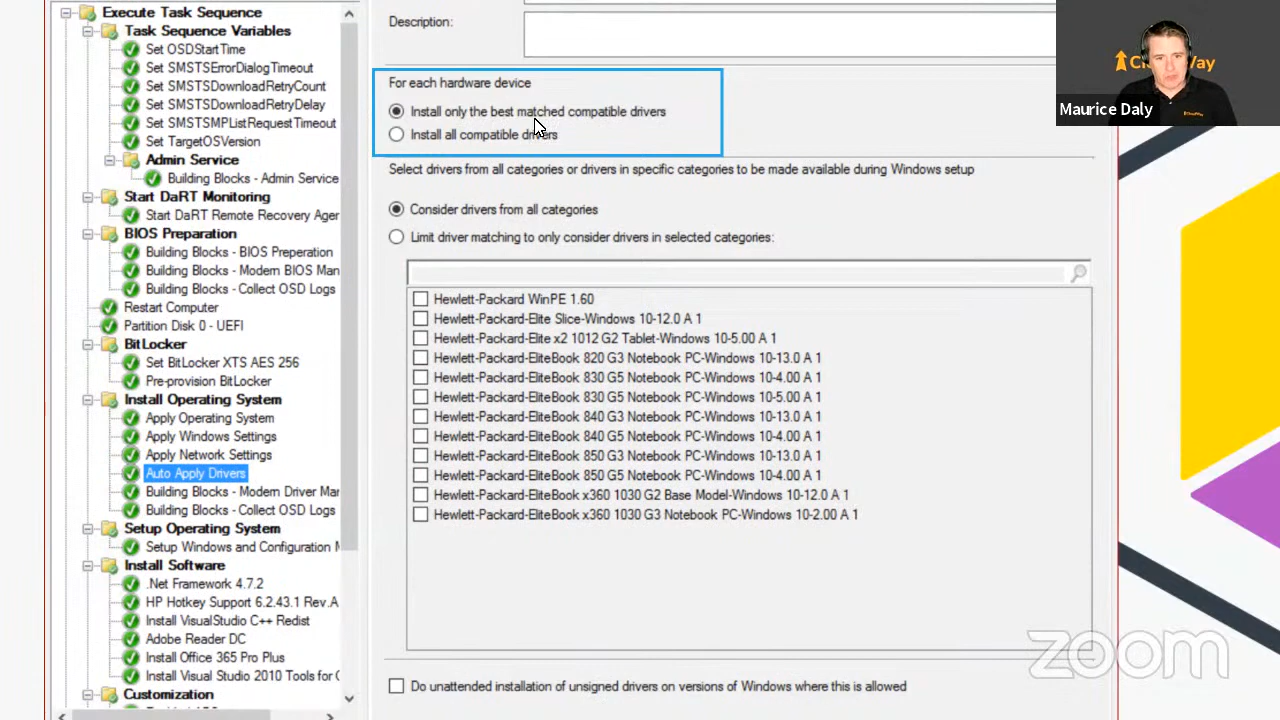 Execute Task Sequence
Task Sequence Variables
Set OSDStartTime
Set SMSTSErrorDialogTimeout
Set SMSTSDownloadRetryCount
Set SMSTSDownloadRetryDelay
Set SMSTSMPListRequestTimeout
Set TargetOSVersion
Admin Service
Building Blocks - Admin Service
Start DaRT Monitoring
Start DaRT Remote Recovery Ager
BIOS Preparation
Building Blocks - BIOS Preperation
Building Blocks - Modern BIOS Man
Building Blocks - Collect OSD Logs
Restart Computer
Partition Disk 0 - UEFI
BitLocker
Set BitLocker XTS AES 256
Pre-provision BitLocker
Install Operating System
Apply Operating System
Apply Windows Settings
Apply Network Settings
Auto Apply Drivers
Building Blocks - Modern Driver Mar
Building Blocks - Collect OSD Logs
Setup Operating System
Setup Windows and Configuration M
Install Software
.Net Framework 4.7.2
HP Hotkey Support 6.2.43.1 Rev.A
Install VisualStudio C++ Redist
Adobe Reader DC
Install Office 365 Pro Plus
Install Visual Studio 2010 Tools for O
Customization
Description:
For each hardware device
Install only the best matched compatible drivers
Install all compatible drivers
Select drivers from all categories or drivers in specific categories to be made available during Windows setup
Consider drivers from all categories
Limit driver matching to only consider drivers in selected categories:
Hewlett-Packard WinPE 1.60
Hewlett-Packard-Elite Slice-Windows 10-12.0 A 1
Hewlett-Packard-Elite x2 1012 G2 Tablet-Windows 10-5.00 A 1
Hewlett-Packard-EliteBook 820 G3 Notebook PC-Windows 10-13.0 A 1
Hewlett-Packard-EliteBook 830 G5 Notebook PC-Windows 10-4.00 A 1
Hewlett-Packard-EliteBook 830 G5 Notebook PC-Windows 10-5.00 A 1
Hewlett-Packard-EliteBook 840 G3 Notebook PC-Windows 10-13.0 A 1
Hewlett-Packard-EliteBook 840 G5 Notebook PC-Windows 10-4.00 A 1
Hewlett-Packard-EliteBook 850 G3 Notebook PC-Windows 10-13.0 A 1
Hewlett-Packard-EliteBook 850 G5 Notebook PC-Windows 10-4.00 A 1
Hewlett-Packard-EliteBook x360 1030 G2 Base Model-Windows 10-12.0 A 1
Hewlett-Packard-EliteBook x360 1030 G3 Notebook PC-Windows 10-2.00 A 1
Do unattended installation of unsigned drivers on versions of Windows where this is allowed
Maurice Daly
zoom